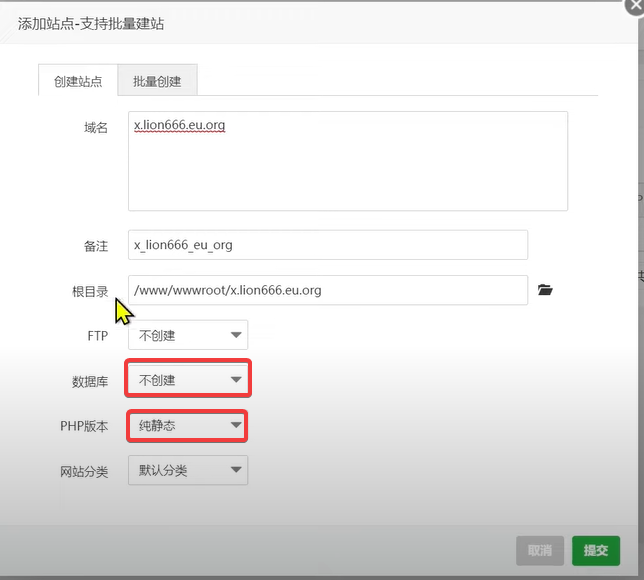 添加站点-支持批量建站
创建站点 批量创建
域名 x.lion666.eu.org
备注 x_lion666_eu_org
根目录 /www/wwwroot/x.lion666.eu.org
FTP 不创建
数据库 不创建
PHP版本 纯静态
网站分类 默认分类
取消 提交